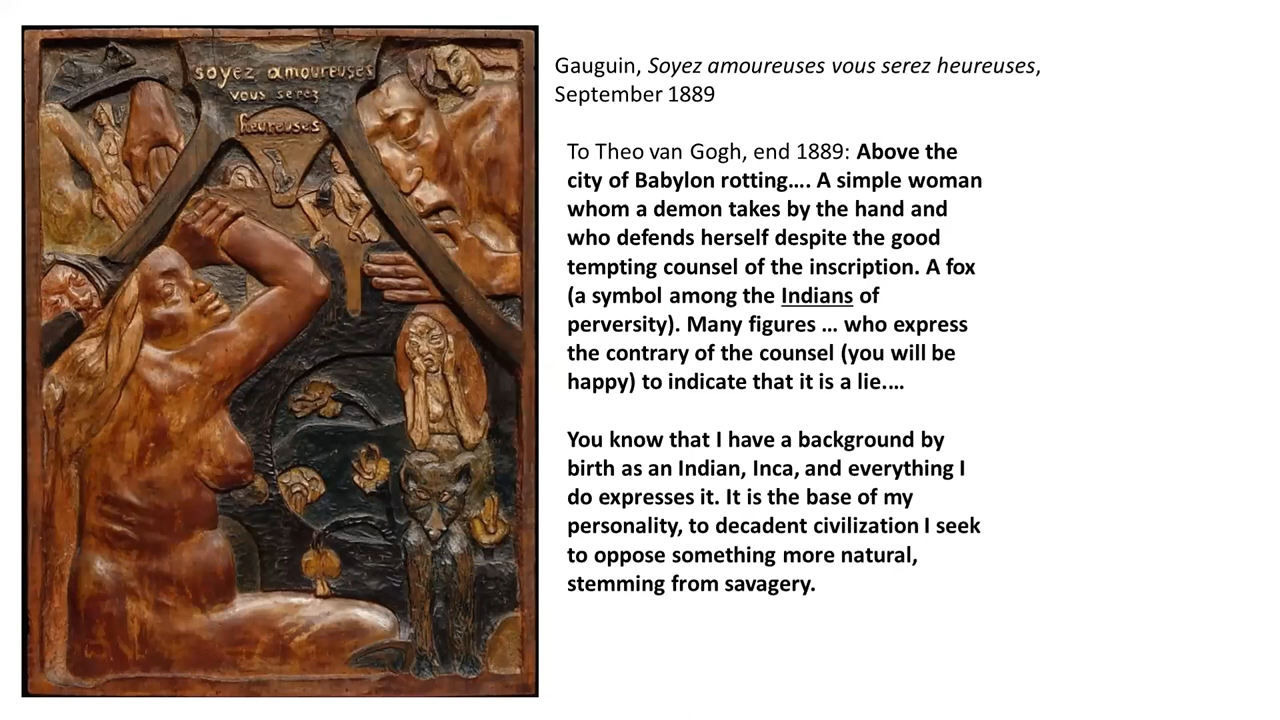 soyez amoureuses
vous serez
heureuses
Gauguin, Soyez amoureuses vous serez heureuses,
September 1889
To Theo van Gogh, end 1889: Above the
city of Babylon rotting…. A simple woman
whom a demon takes by the hand and
who defends herself despite the good
tempting counsel of the inscription. A fox
(a symbol among the Indians of
perversity). Many figures … who express
the contrary of the counsel (you will be
happy) to indicate that it is a lie.…
You know that I have a background by
birth as an Indian, Inca, and everything I
do expresses it. It is the base of my
personality, to decadent civilization I seek
to oppose something more natural,
stemming from savagery.